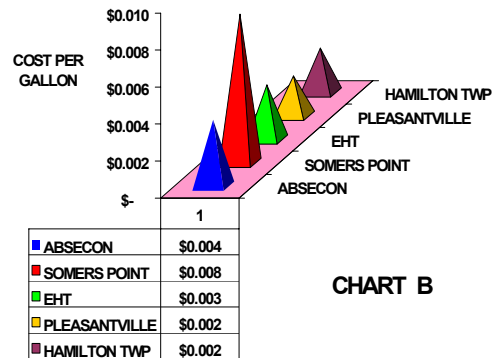 $0.010
$0.008
$0.006
$0.004
$0.002
$-
COST PER
GALLON
HAMILTON TWP
PLEASANTVILLE
EHT
SOMERS POINT
ABSECON
1
ABSECON $0.004
SOMERS POINT $0.008
EHT $0.003
PLEASANTVILLE $0.002
HAMILTON TWP $0.002
CHART B